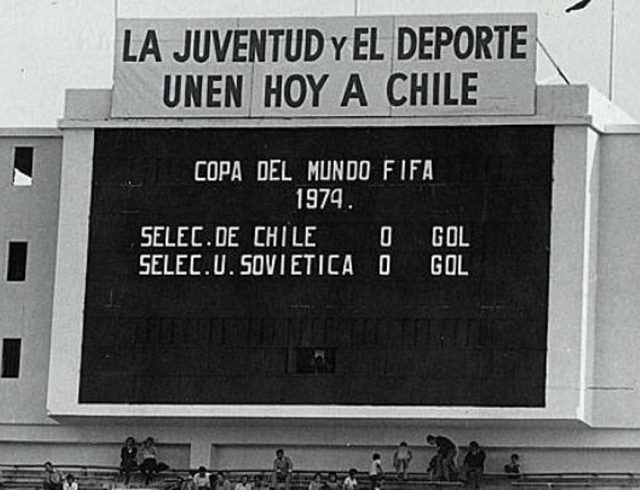 LA JUVENTUD Y EL DEPORTE
UNEN HOY A CHILE
COPA DEL MUNDO FIFA
1974.
SELEC. DE CHILE 0 GOL
SELEC. U. SOVIETICA 0 GOL